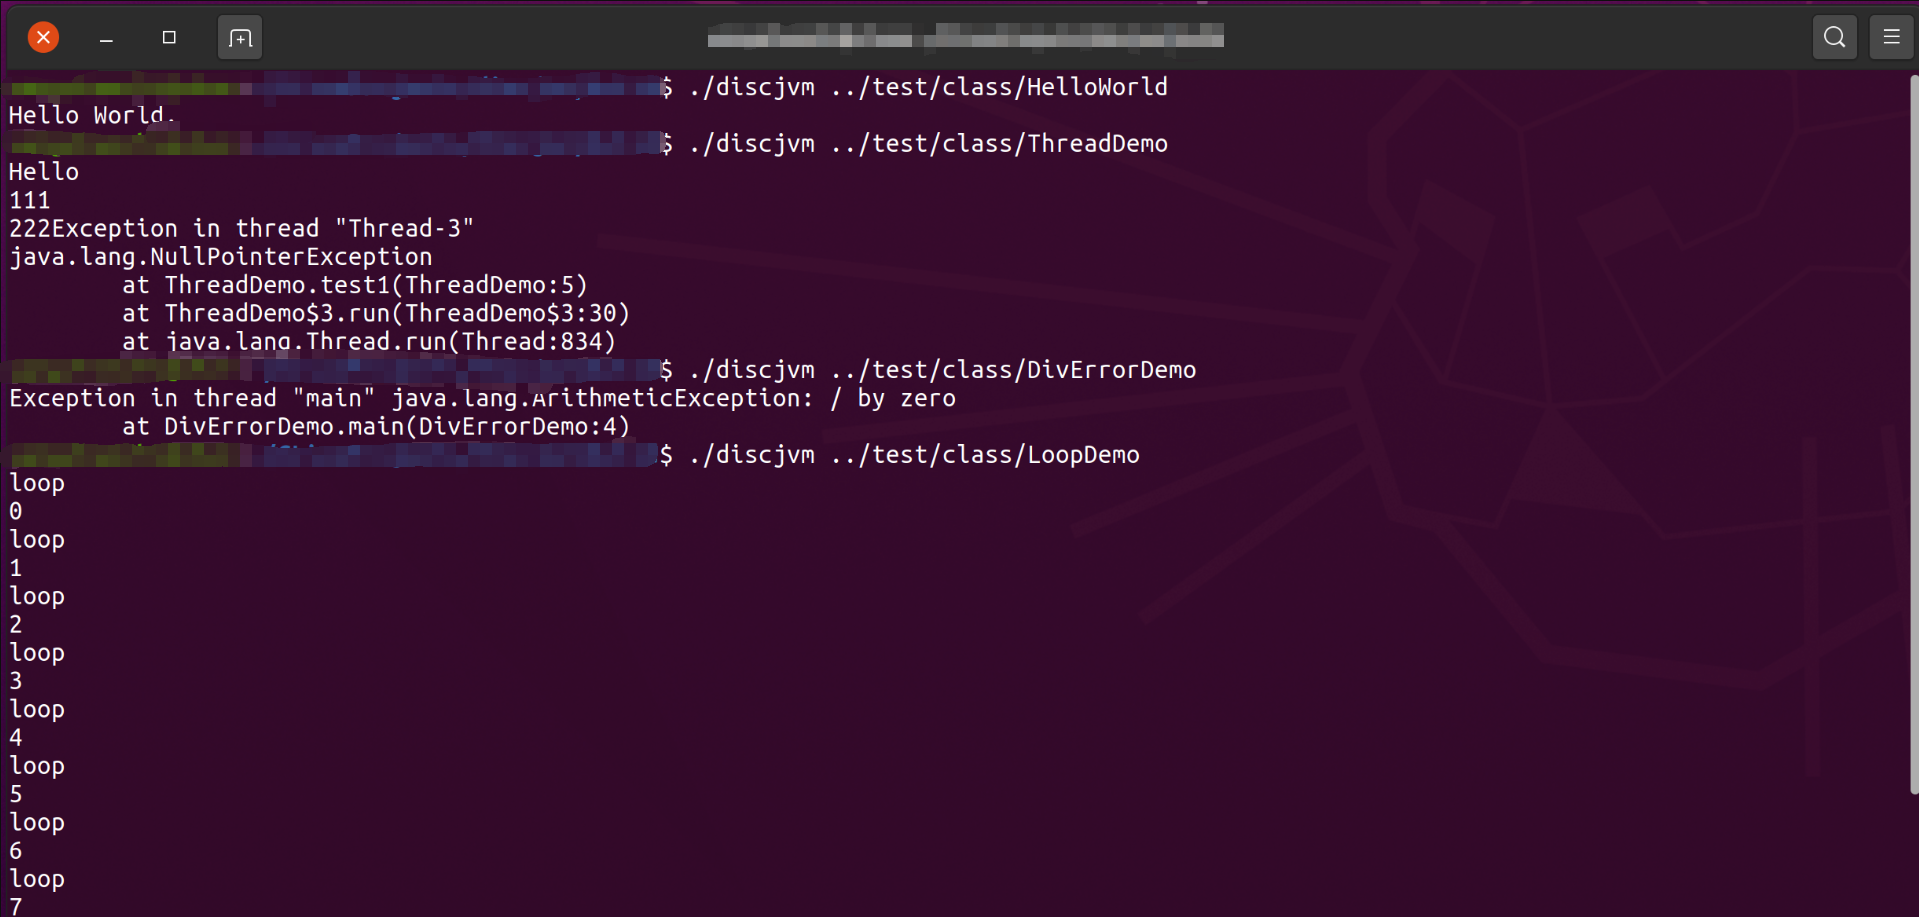 $ ./discjvm ../test/class/HelloWorld
Hello World.
$ ./discjvm ../test/class/ThreadDemo
Hello
111
222Exception in thread "Thread-3"
java.lang.NullPointerException
        at ThreadDemo.test1(ThreadDemo:5)
        at ThreadDemo$3.run(ThreadDemo$3:30)
        at java.lang.Thread.run(Thread:834)
$ ./discjvm ../test/class/DivErrorDemo
Exception in thread "main" java.lang.ArithmeticException: / by zero
        at DivErrorDemo.main(DivErrorDemo:4)
$ ./discjvm ../test/class/LoopDemo
loop
0
loop
1
loop
2
loop
3
loop
4
loop
5
loop
6
loop
7